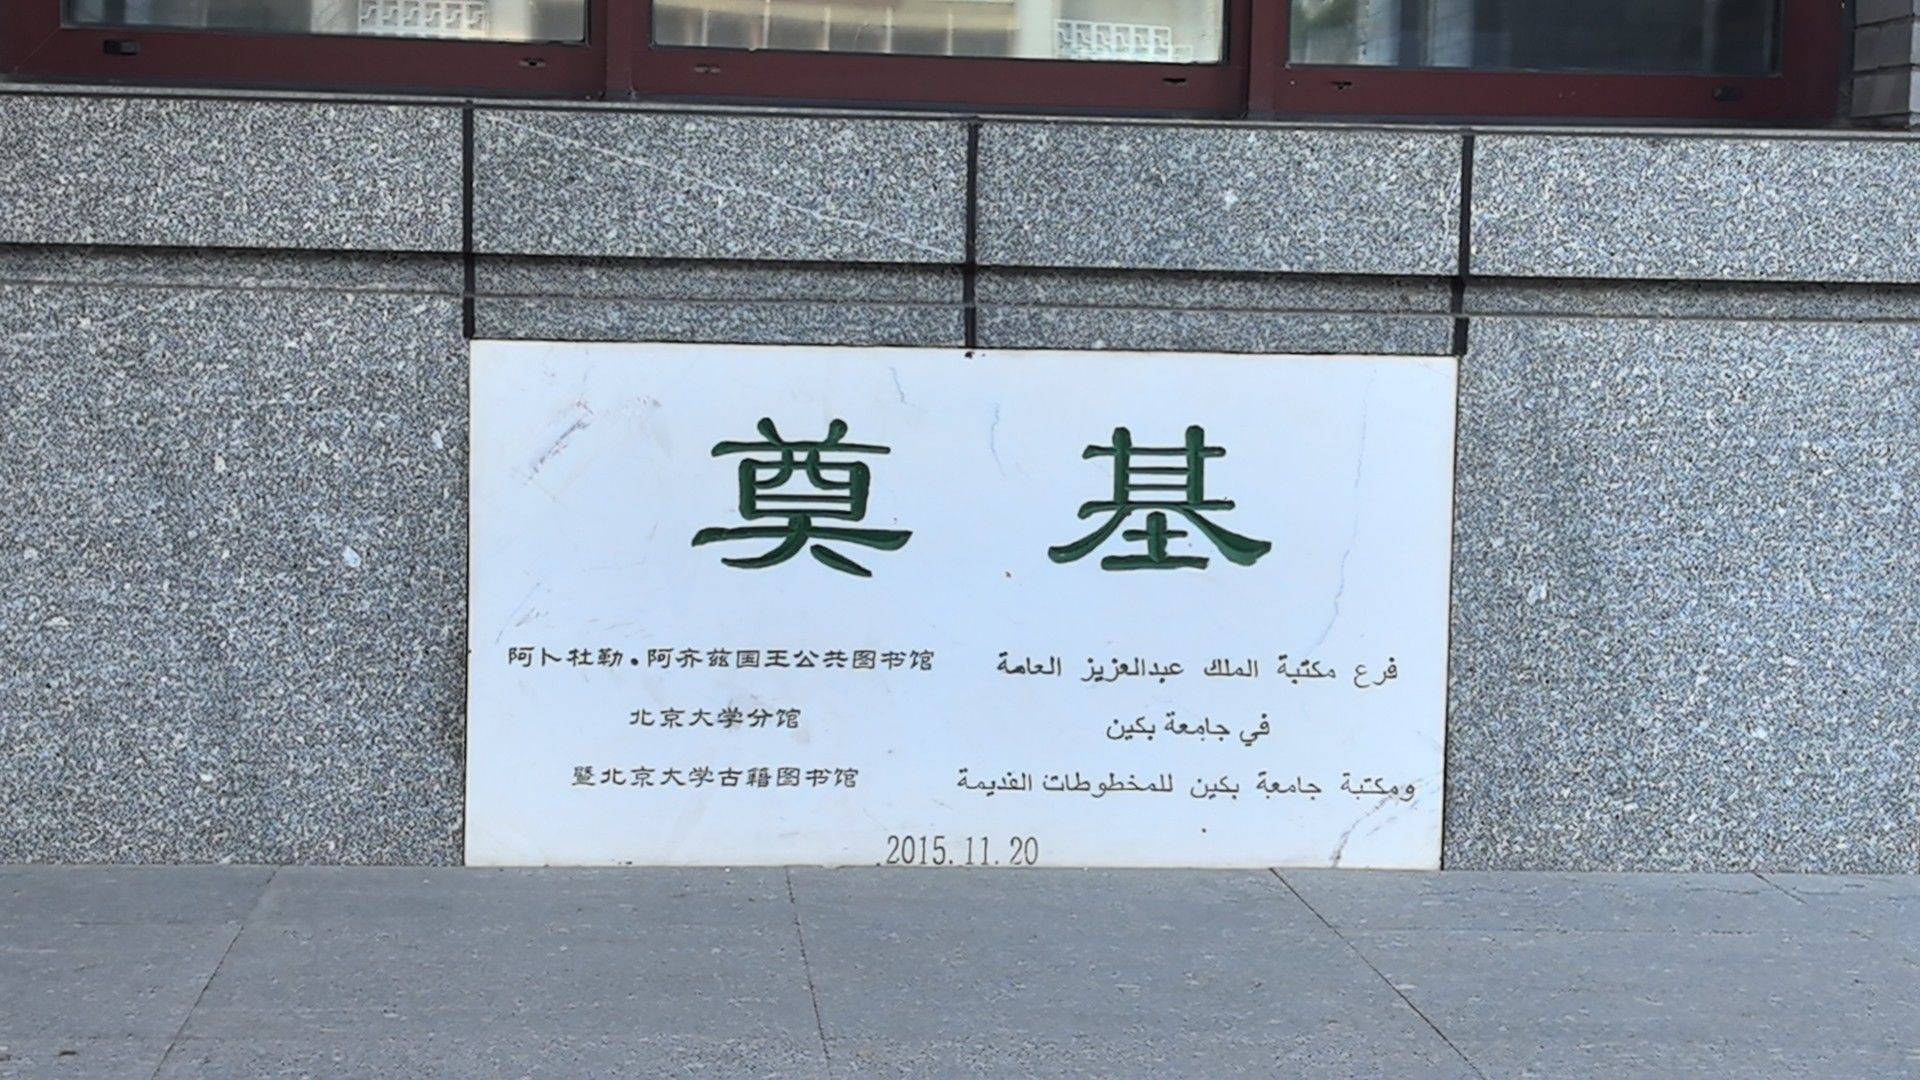 奠基
阿卜杜勒·阿齐兹国王公共图书馆
北京大学分馆
暨北京大学古籍图书馆
فرع مكتبة الملك عبدالعزيز العامة
في جامعة بكين
ومكتبة جامعة بكين للمخطوطات القديمة
2015.11.20